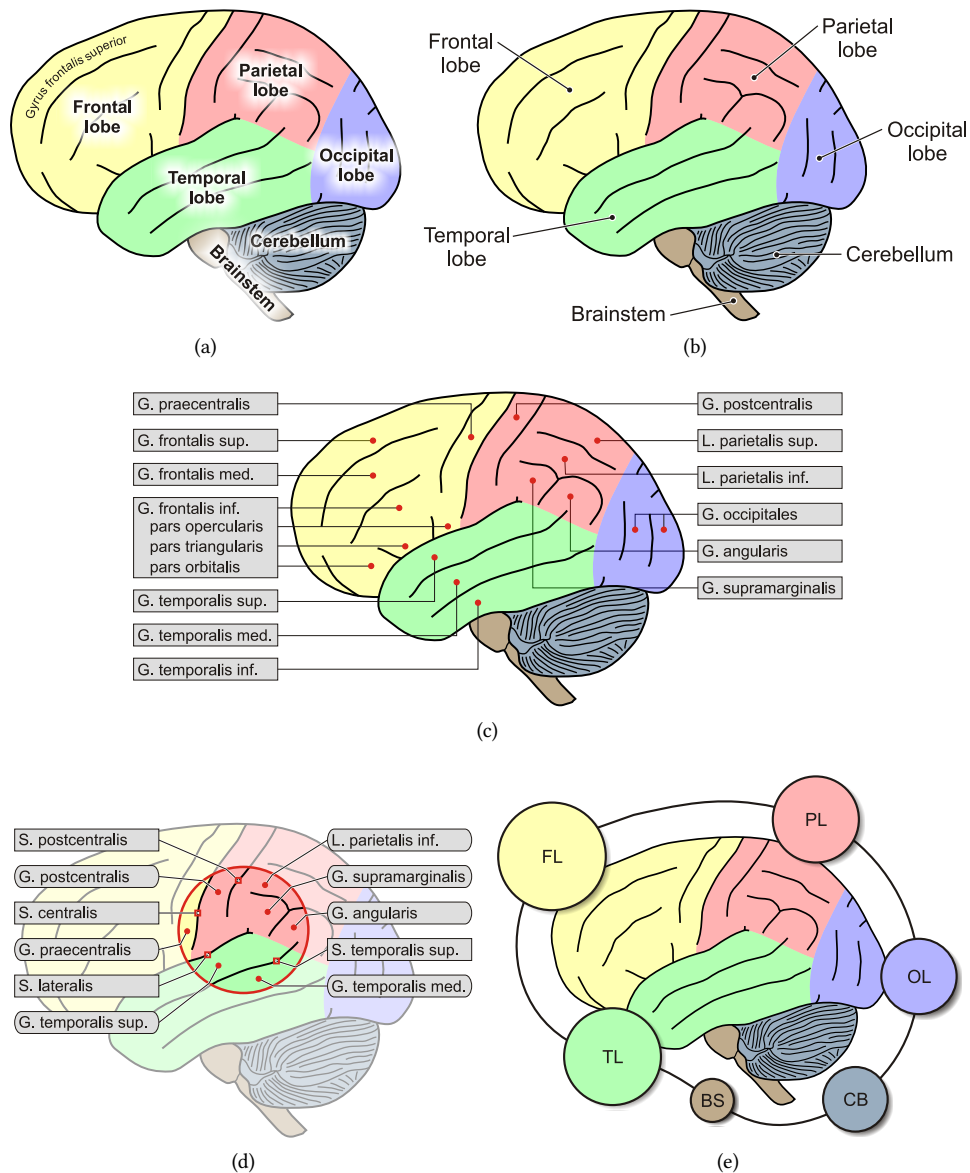 Gyrus frontalis superior
Frontal
lobe
Parietal
lobe
Temporal
lobe
Occipital
lobe
Cerebellum
Brainstem
(a)
Frontal
lobe
Parietal
lobe
Occipital
lobe
Temporal
lobe
Cerebellum
Brainstem
(b)
G. praecentralis
G. frontalis sup.
G. frontalis med.
G. frontalis inf.
pars opercularis
pars triangularis
pars orbitalis
G. temporalis sup.
G. temporalis med.
G. temporalis inf.
G. postcentralis
L. parietalis sup.
L. parietalis inf.
G. occipitales
G. angularis
G. supramarginalis
(c)
S. postcentralis
G. postcentralis
S. centralis
G. praecentralis
S. lateralis
G. temporalis sup.
L. parietalis inf.
G. supramarginalis
G. angularis
S. temporalis sup.
G. temporalis med.
(d)
FL
PL
OL
TL
BS
CB
(e)